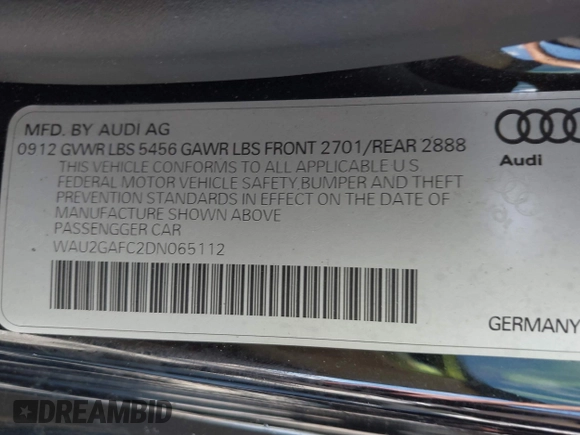 MFD. BY AUDI AG
0912 GVWR LBS 5456 GAWR LBS FRONT 2701/REAR 2888
THIS VEHICLE CONFORMS TO ALL APPLICABLE U.S.
FEDERAL MOTOR VEHICLE SAFETY,BUMPER AND THEFT
PREVENTION STANDARDS IN EFFECT ON THE DATE OF
MANUFACTURE SHOWN ABOVE
PASSENGGER CAR
WAU2GAFC2DN065112
Audi
GERMANY
DREAMBID